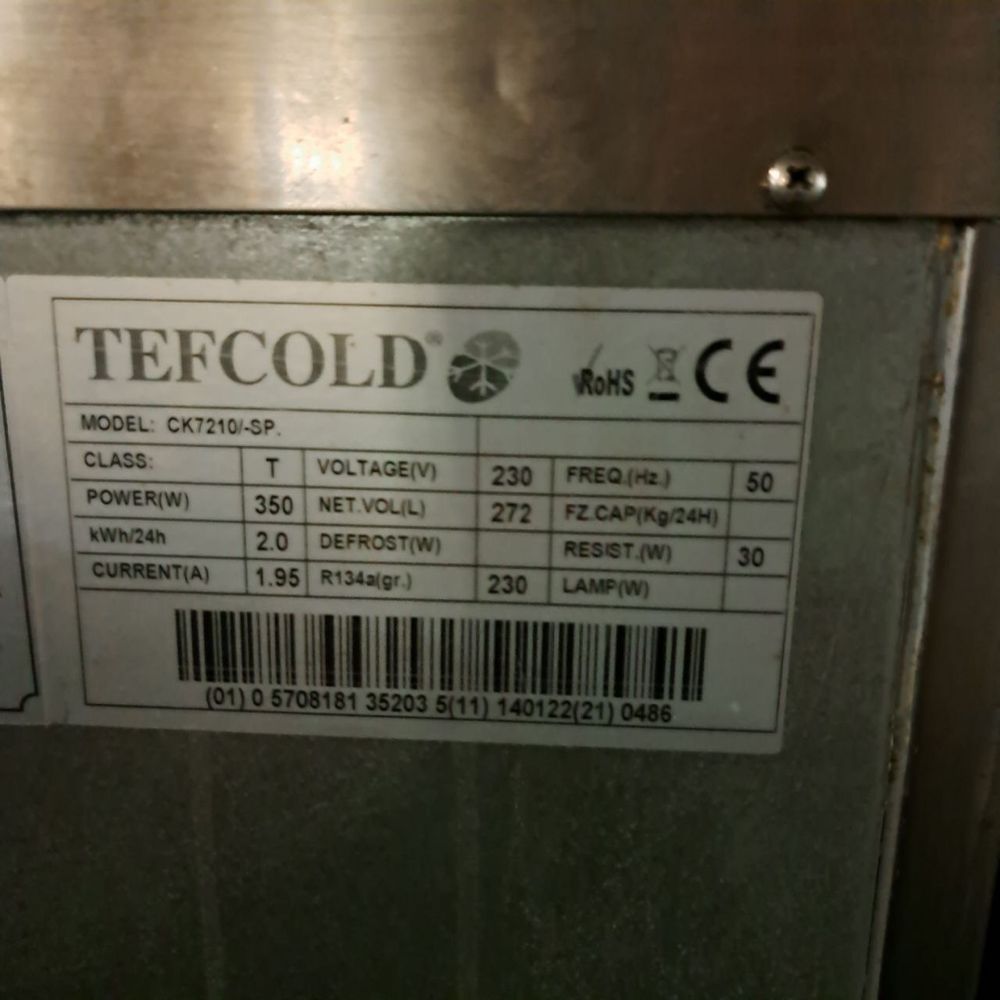 TEFCOLD®
RoHS CE
MODEL: CK7210/-SP.
CLASS: T VOLTAGE(V) 230 FREQ.(Hz.) 50
POWER(W) 350 NET.VOL(L) 272 FZ.CAP(Kg/24H)
kWh/24h 2.0 DEFROST(W) RESIST.(W) 30
CURRENT(A) 1.95 R134a(gr.) 230 LAMP(W)
(01) 0 5708181 35203 5(11) 140122(21) 0486